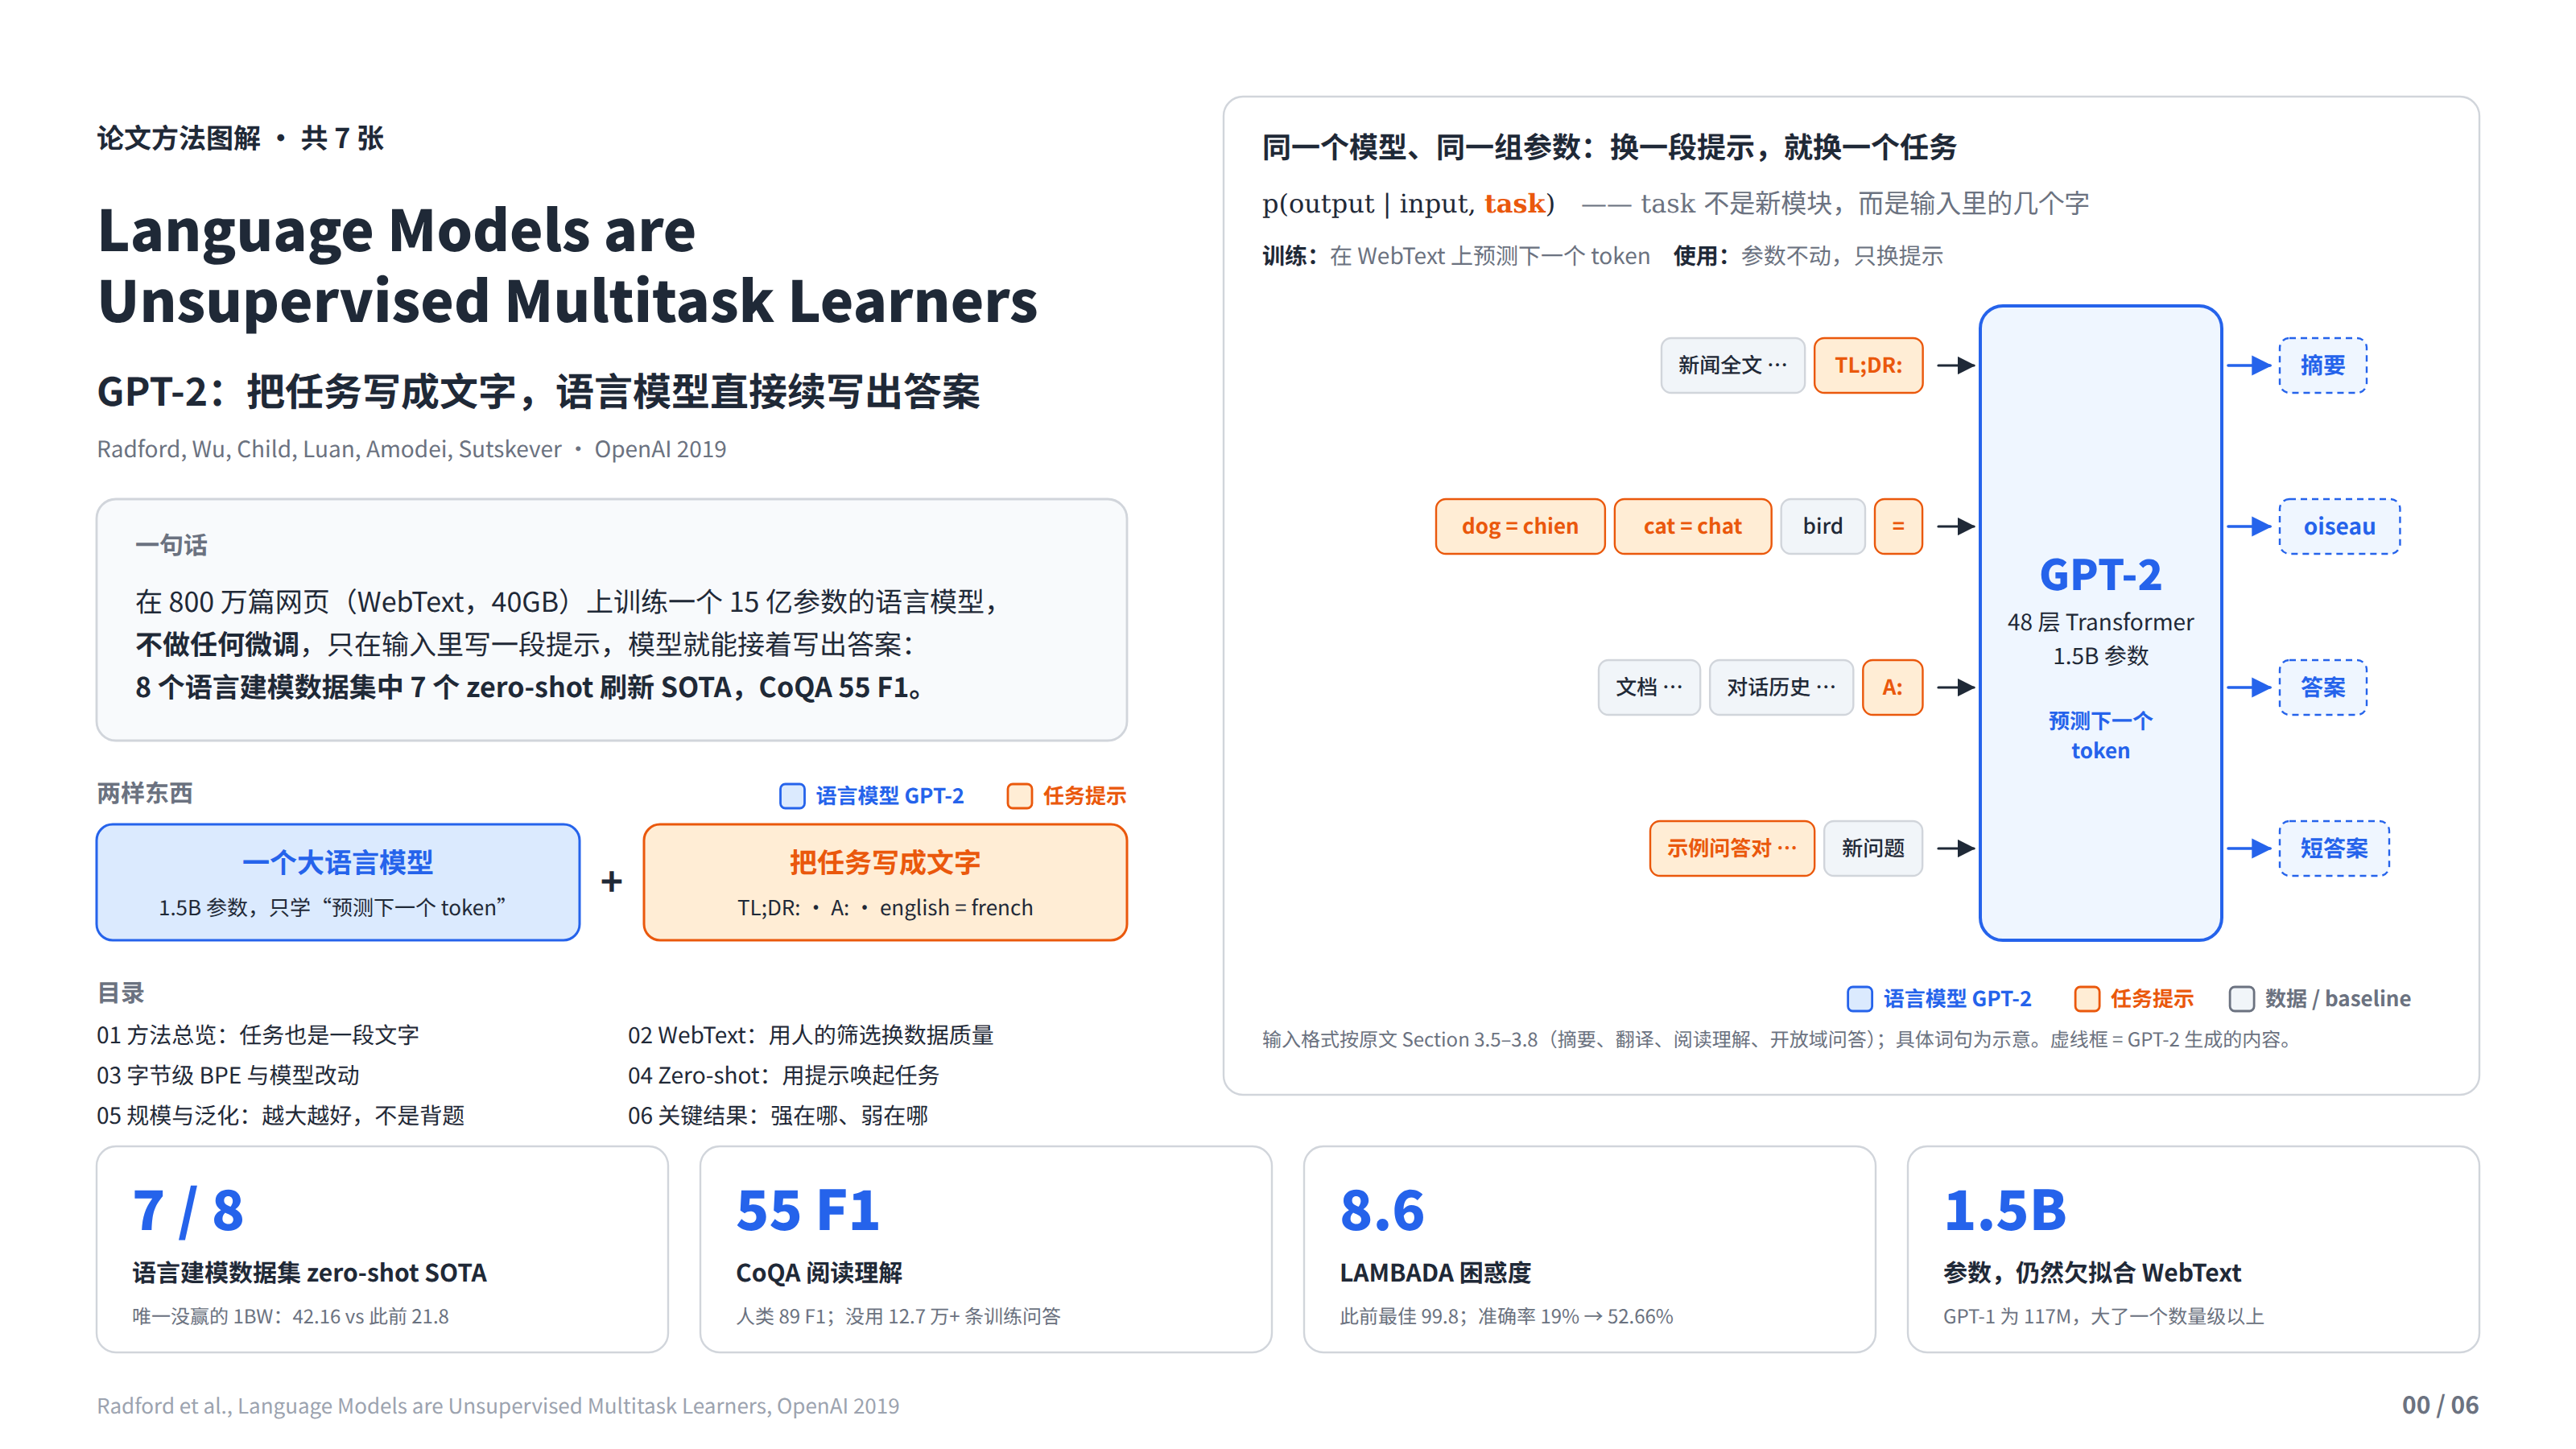 论文方法图解 · 共 7 张
Language Models are
Unsupervised Multitask Learners
GPT-2：把任务写成文字，语言模型直接续写出答案
Radford, Wu, Child, Luan, Amodei, Sutskever · OpenAI 2019
一句话
在 800 万篇网页（WebText，40GB）上训练一个 15 亿参数的语言模型，
不做任何微调，只在输入里写一段提示，模型就能接着写出答案：
8 个语言建模数据集中 7 个 zero-shot 刷新 SOTA，CoQA 55 F1。
两样东西
语言模型 GPT-2
任务提示
一个大语言模型
1.5B 参数，只学“预测下一个 token”
+
把任务写成文字
TL;DR: · A: · english = french
目录
01 方法总览：任务也是一段文字
02 WebText：用人的筛选换数据质量
03 字节级 BPE 与模型改动
04 Zero-shot：用提示唤起任务
05 规模与泛化：越大越好，不是背题
06 关键结果：强在哪、弱在哪
同一个模型、同一组参数：换一段提示，就换一个任务
p(output | input, task) —— task 不是新模块，而是输入里的几个字
训练：在 WebText 上预测下一个 token 使用：参数不动，只换提示
新闻全文 ⋯ TL;DR: 摘要
dog = chien cat = chat bird = oiseau
GPT-2
48 层 Transformer
1.5B 参数
文档 ⋯ 对话历史 ⋯ A: 答案
预测下一个
token
示例问答对 ⋯ 新问题 短答案
语言模型 GPT-2 任务提示 数据 / baseline
输入格式按原文 Section 3.5–3.8（摘要、翻译、阅读理解、开放域问答）；具体词句为示意。虚线框 = GPT-2 生成的内容。
7 / 8
语言建模数据集 zero-shot SOTA
唯一没赢的 1BW：42.16 vs 此前 21.8
55 F1
CoQA 阅读理解
人类 89 F1；没用 12.7 万+ 条训练问答
8.6
LAMBADA 困惑度
此前最佳 99.8；准确率 19% → 52.66%
1.5B
参数，仍然欠拟合 WebText
GPT-1 为 117M，大了一个数量级以上
Radford et al., Language Models are Unsupervised Multitask Learners, OpenAI 2019
00 / 06